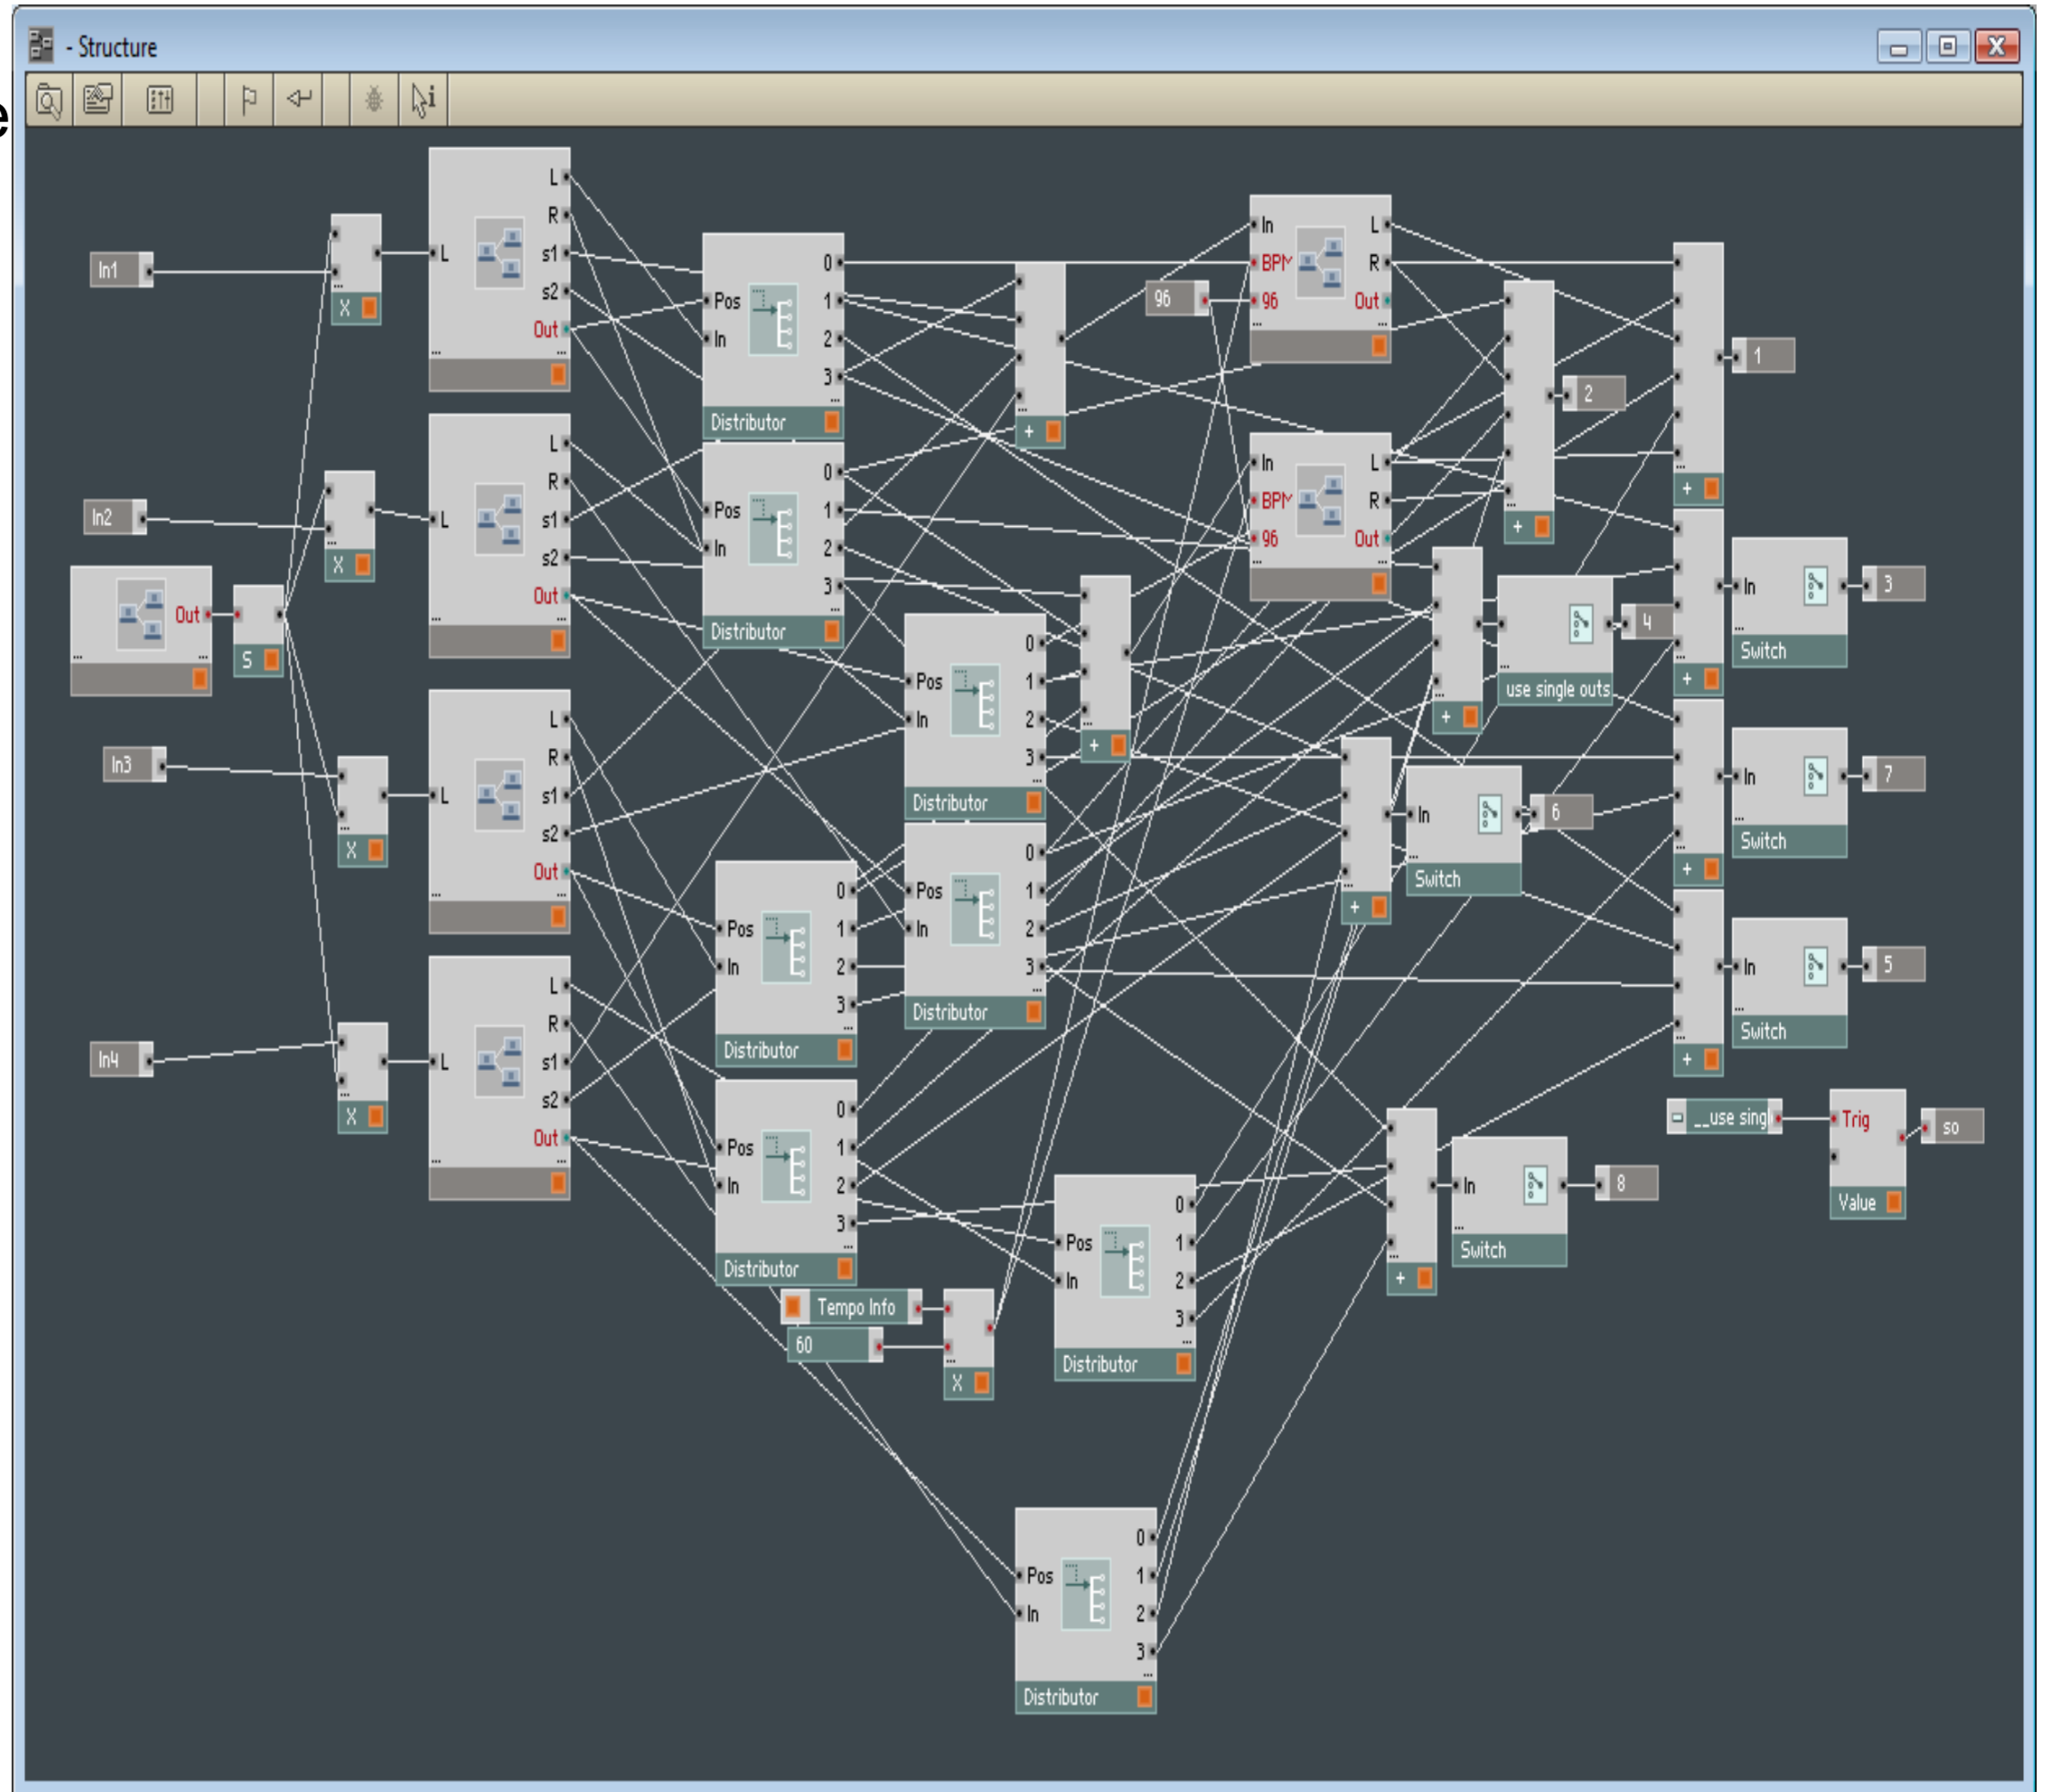 e
- Structure
In1
X
L
L
R
s1
s2
Out
In2
X
L
L
R
s1
s2
Out
Out
S
In3
X
L
L
R
s1
s2
Out
In4
X
L
L
R
s1
s2
Out
Pos
In
0
1
2
3
Distributor
Pos
In
0
1
2
3
Distributor
Pos
In
0
1
2
3
Distributor
Pos
In
0
1
2
3
Distributor
Pos
In
0
1
2
3
Distributor
Pos
In
0
1
2
3
Distributor
Tempo Info
60
X
Pos
In
0
1
2
3
Distributor
Pos
In
0
1
2
3
Distributor
+
+
96
In
BPM
96
L
R
Out
In
BPM
96
L
R
Out
+
2
+
1
+
use single outs
4
+
In
Switch
3
+
In
Switch
6
+
In
Switch
7
+
In
Switch
5
+
In
Switch
8
__use sing
Trig
Value
so